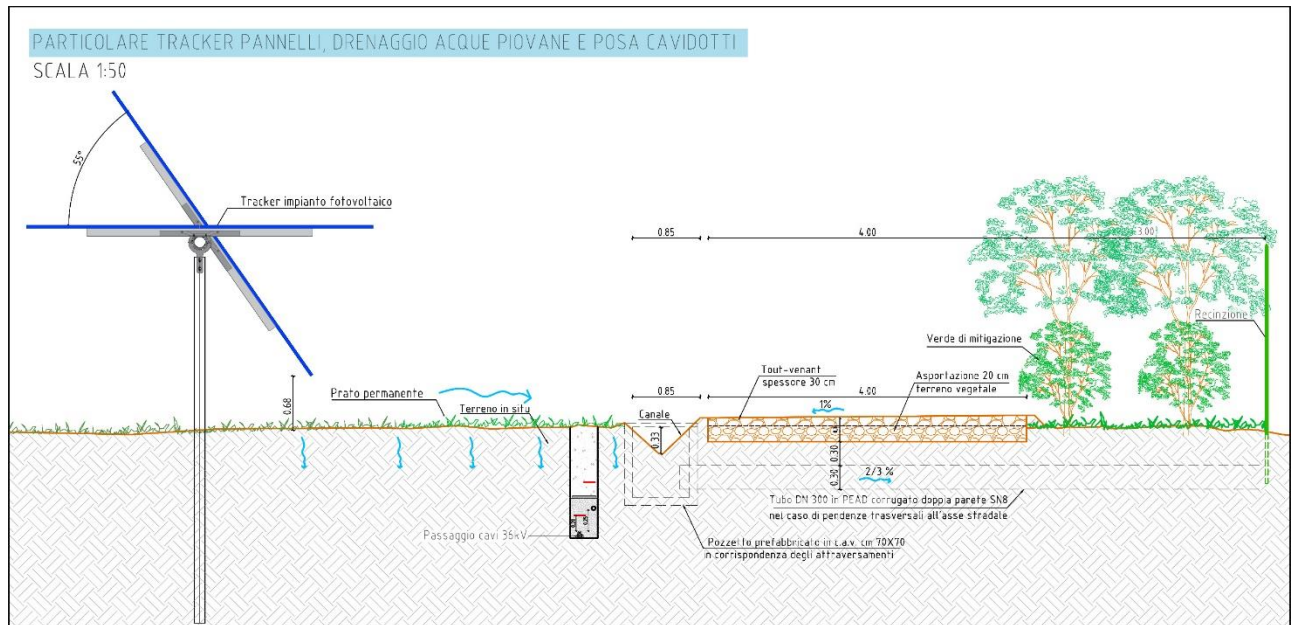 PARTICOLARE TRACKER PANNELLI, DRENAGGIO ACQUE PIOVANE E POSA CAVIDOTTI
SCALA 1:50
55°
Tracker impianto fotovoltaico
0.85
4.00
3.00
Recinzione
Verde di mitigazione
Tout-venant
spessore 30 cm
Asportazione 20 cm
terreno vegetale
0.68
Prato permanente
Terreno in situ
0.85
4.00
Canale
1%
0.33
0.30
0.30
2/3 %
Tubo DN 300 in PEAD corrugato doppia parete SN8
nel caso di pendenze trasversali all'asse stradale
Passaggio cavi 36kV
Pozzetto prefabbricato in c.a.v. cm 70X70
in corrispondenza degli attraversamenti